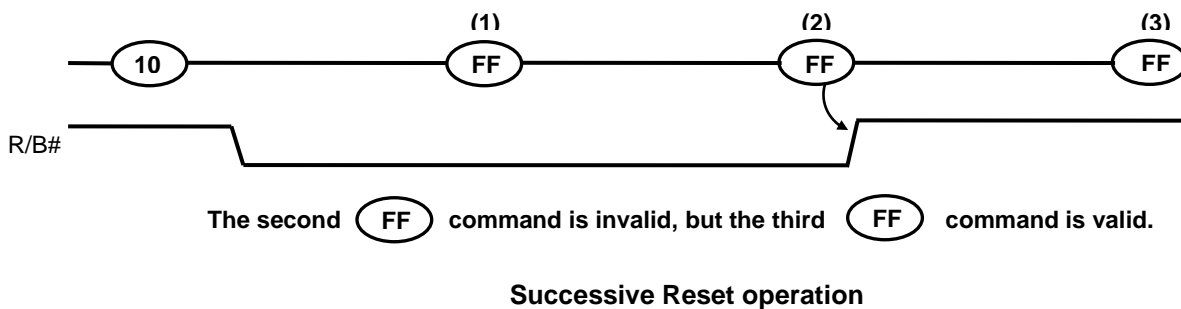 (1) (2) (3)
10 FF FF FF
R/B#
The second FF command is invalid, but the third FF command is valid.
Successive Reset operation